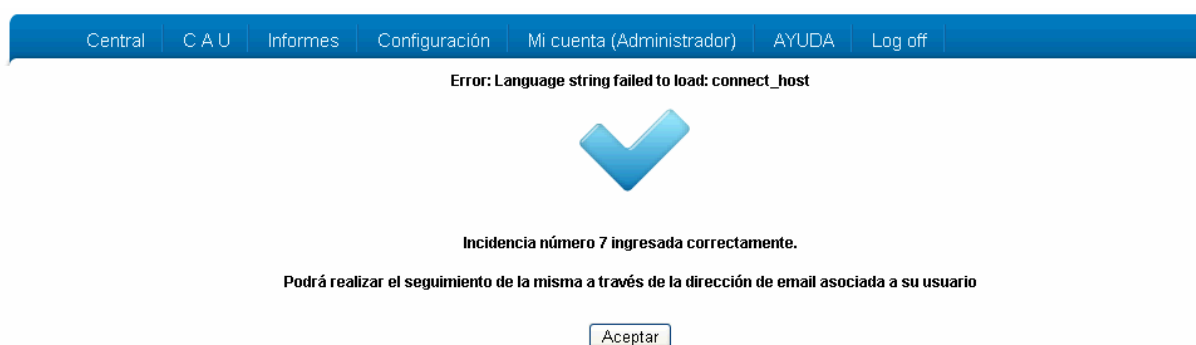 Central C A U Informes Configuración Mi cuenta (Administrador) AYUDA Log off
Error: Language string failed to load: connect_host
Incidencia número 7 ingresada correctamente.
Podrá realizar el seguimiento de la misma a través de la dirección de email asociada a su usuario
Aceptar